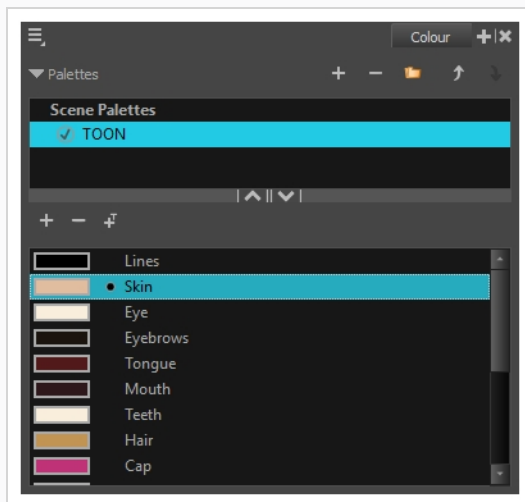 Colour
Palettes
Scene Palettes
TOON
T
Lines
Skin
Eye
Eyebrows
Tongue
Mouth
Teeth
Hair
Cap